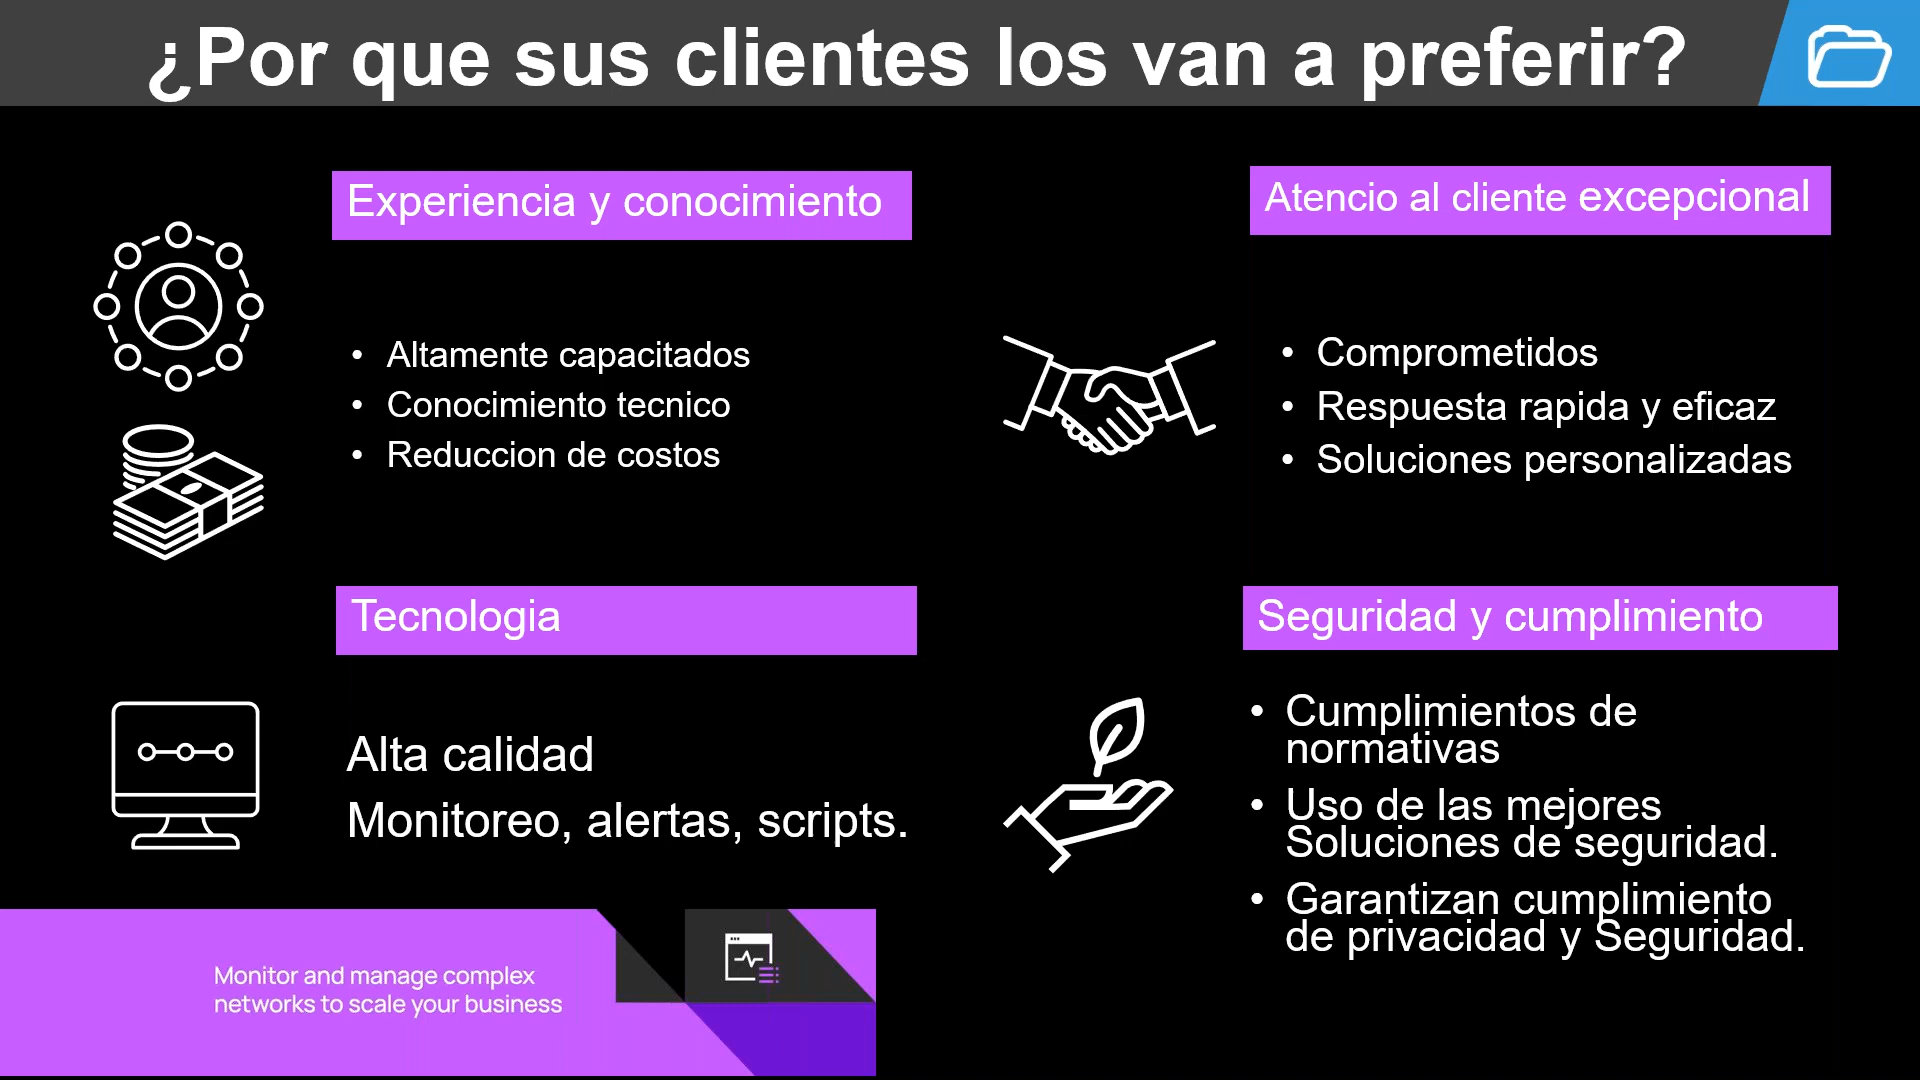 ¿Por que sus clientes los van a preferir?
Experiencia y conocimiento
• Altamente capacitados
• Conocimiento tecnico
• Reduccion de costos
Atencio al cliente excepcional
• Comprometidos
• Respuesta rapida y eficaz
• Soluciones personalizadas
Tecnologia
Alta calidad
Monitoreo, alertas, scripts.
Seguridad y cumplimiento
• Cumplimientos de
normativas
• Uso de las mejores
Soluciones de seguridad.
• Garantizan cumplimiento
de privacidad y Seguridad.
Monitor and manage complex
networks to scale your business